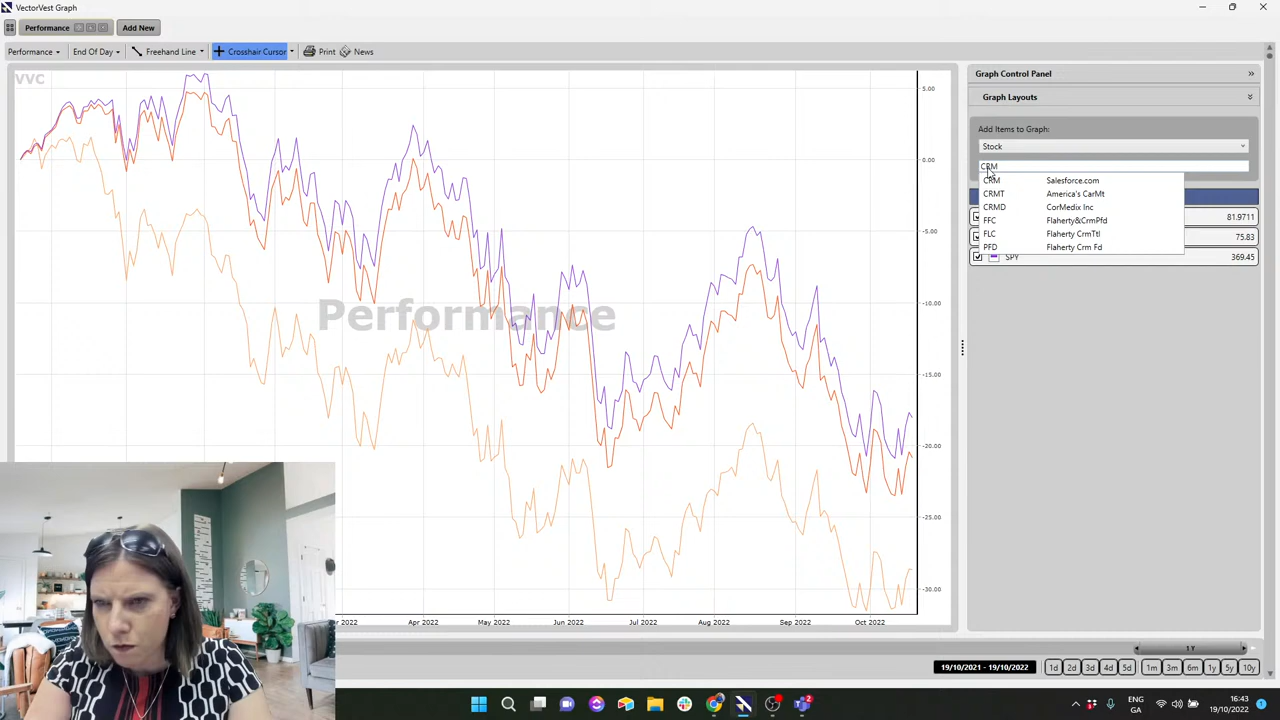 VectorVest Graph
Performance
Add New
Performance
End Of Day
Freehand Line
Crosshair Cursor
Print
News
VVC
Performance
5.00
0.00
-5.00
-10.00
-15.00
-20.00
-25.00
-30.00
Apr 2022
May 2022
Jun 2022
Jul 2022
Aug 2022
Sep 2022
Oct 2022
Graph Control Panel
Graph Layouts
Add Items to Graph:
Stock
CRM
CRM Salesforce.com
CRMT America's CarMt
CRMD CorMedix Inc
FFC Flaherty&CrmPfd
FLC Flaherty CrmTtl
PFD Flaherty Crm Fd
81.9711
75.83
SPY 369.45
1Y
19/10/2021 - 19/10/2022
1d 2d 3d 4d 5d 1m 3m 6m 1y 5y 10y
ENG
GA
16:43
19/10/2022